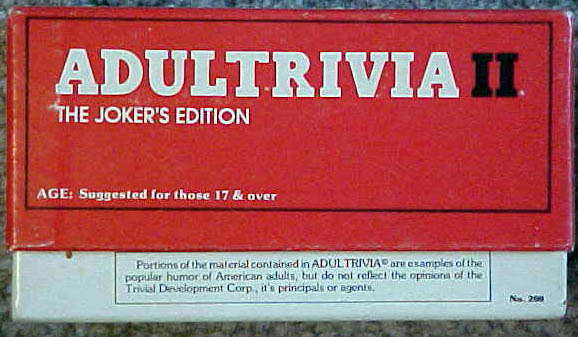 ADULTRIVIA II
THE JOKER'S EDITION
AGE: Suggested for those 17 & over
Portions of the material contained in ADULTRIVIA® are examples of the
popular humor of American adults, but do not reflect the opinions of the
Trivial Development Corp., it's principals or agents.
No. 299